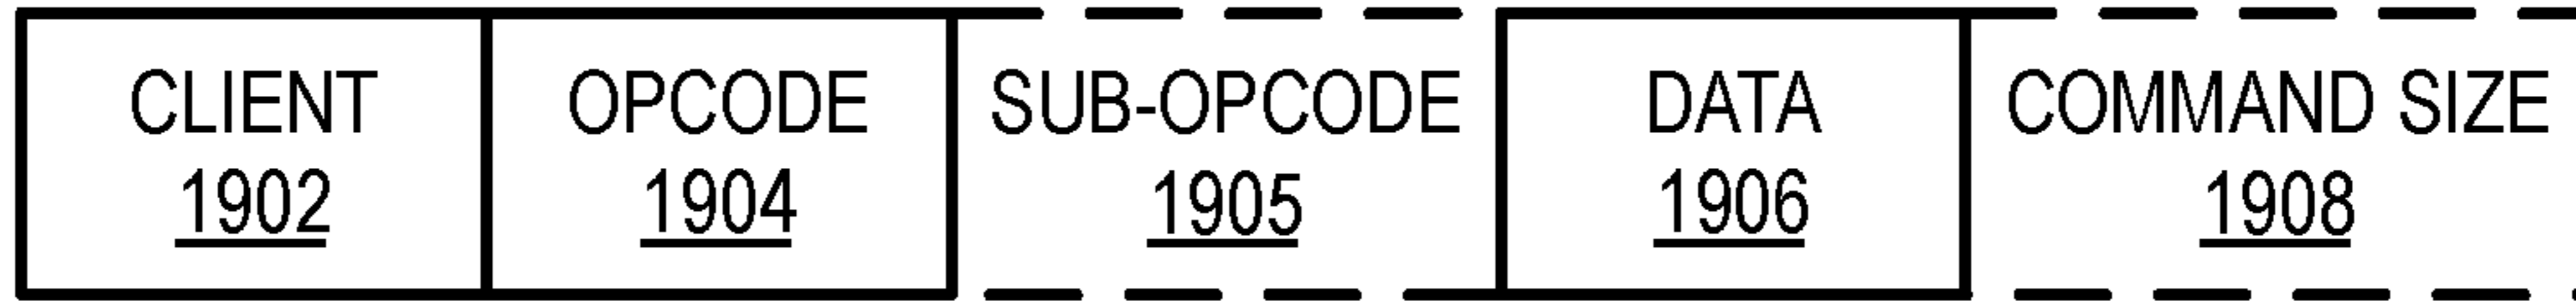 CLIENT
1902
OPCODE
1904
SUB-OPCODE
1905
DATA
1906
COMMAND SIZE
1908